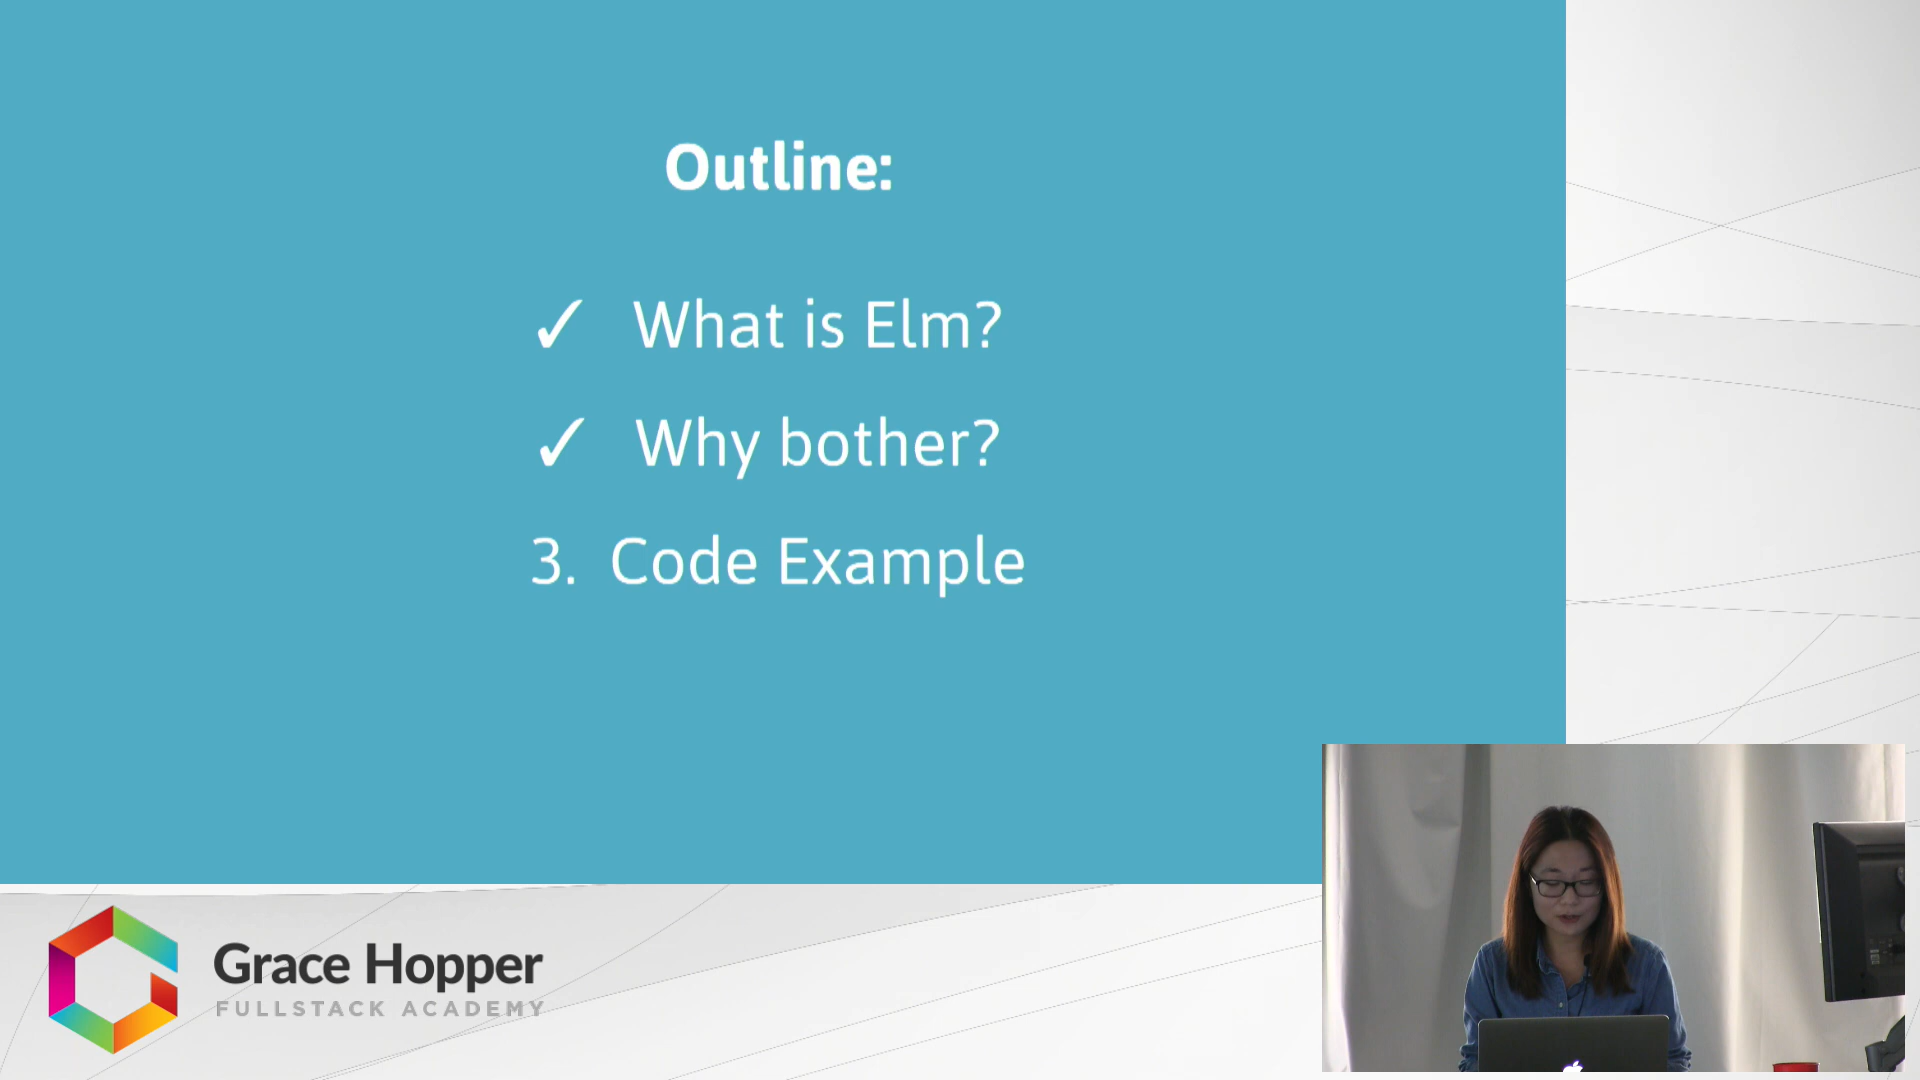 Outline:
✓ What is Elm?
✓ Why bother?
3. Code Example
Grace Hopper
FULLSTACK ACADEMY